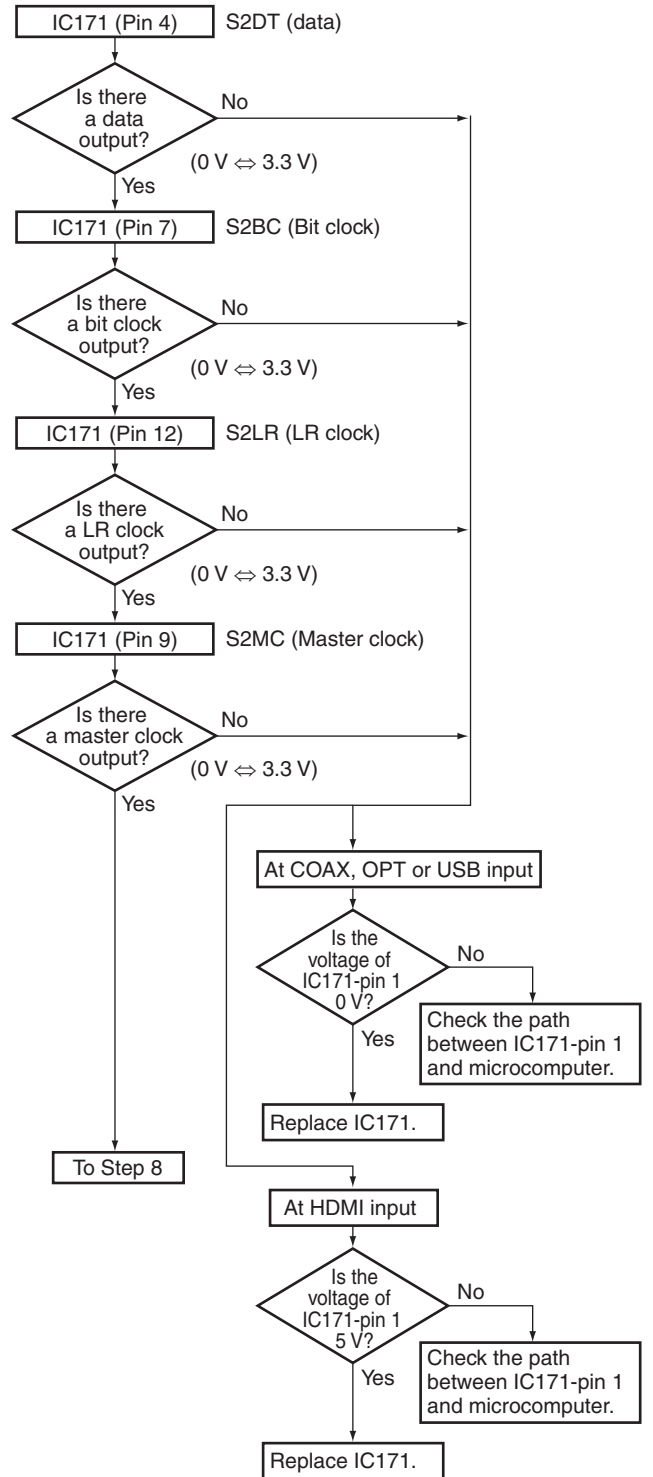 IC171 (Pin 4) S2DT (data)
Is there
a data
output?
No
(0 V ⇔ 3.3 V)
Yes
IC171 (Pin 7) S2BC (Bit clock)
Is there
a bit clock
output?
No
(0 V ⇔ 3.3 V)
Yes
IC171 (Pin 12) S2LR (LR clock)
Is there
a LR clock
output?
No
(0 V ⇔ 3.3 V)
Yes
IC171 (Pin 9) S2MC (Master clock)
Is there
a master clock
output?
No
(0 V ⇔ 3.3 V)
Yes
At COAX, OPT or USB input
Is the
voltage of
IC171-pin 1
0 V?
No
Check the path
between IC171-pin 1
and microcomputer.
Yes
Replace IC171.
To Step 8
At HDMI input
Is the
voltage of
IC171-pin 1
5 V?
No
Check the path
between IC171-pin 1
and microcomputer.
Yes
Replace IC171.